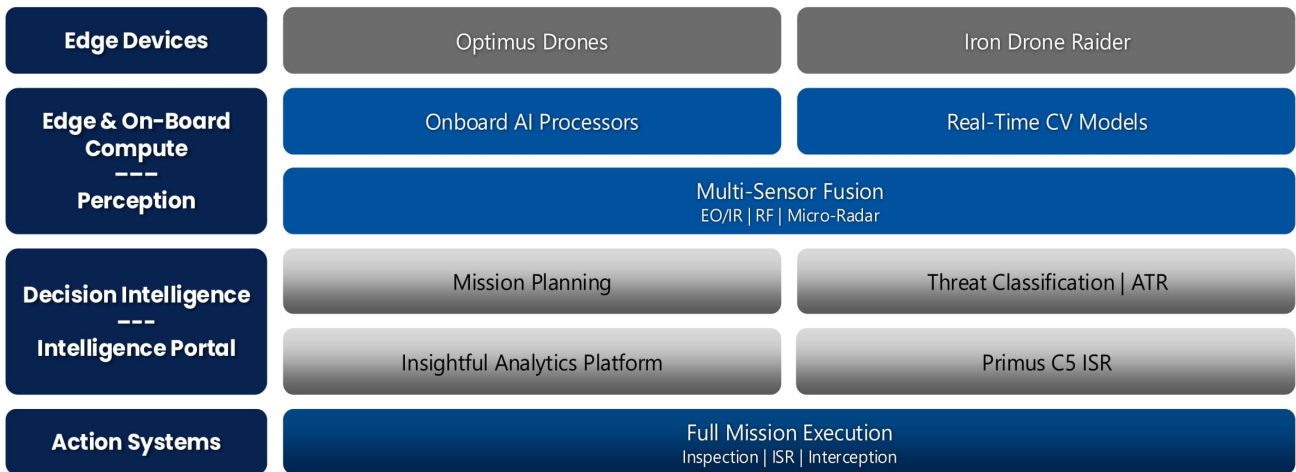 Edge Devices
Optimus Drones
Iron Drone Raider
Edge & On-Board
Compute
---
Perception
Onboard AI Processors
Real-Time CV Models
Multi-Sensor Fusion
EO/IR | RF | Micro-Radar
Decision Intelligence
---
Intelligence Portal
Mission Planning
Threat Classification | ATR
Insightful Analytics Platform
Primus C5 ISR
Action Systems
Full Mission Execution
Inspection | ISR | Interception